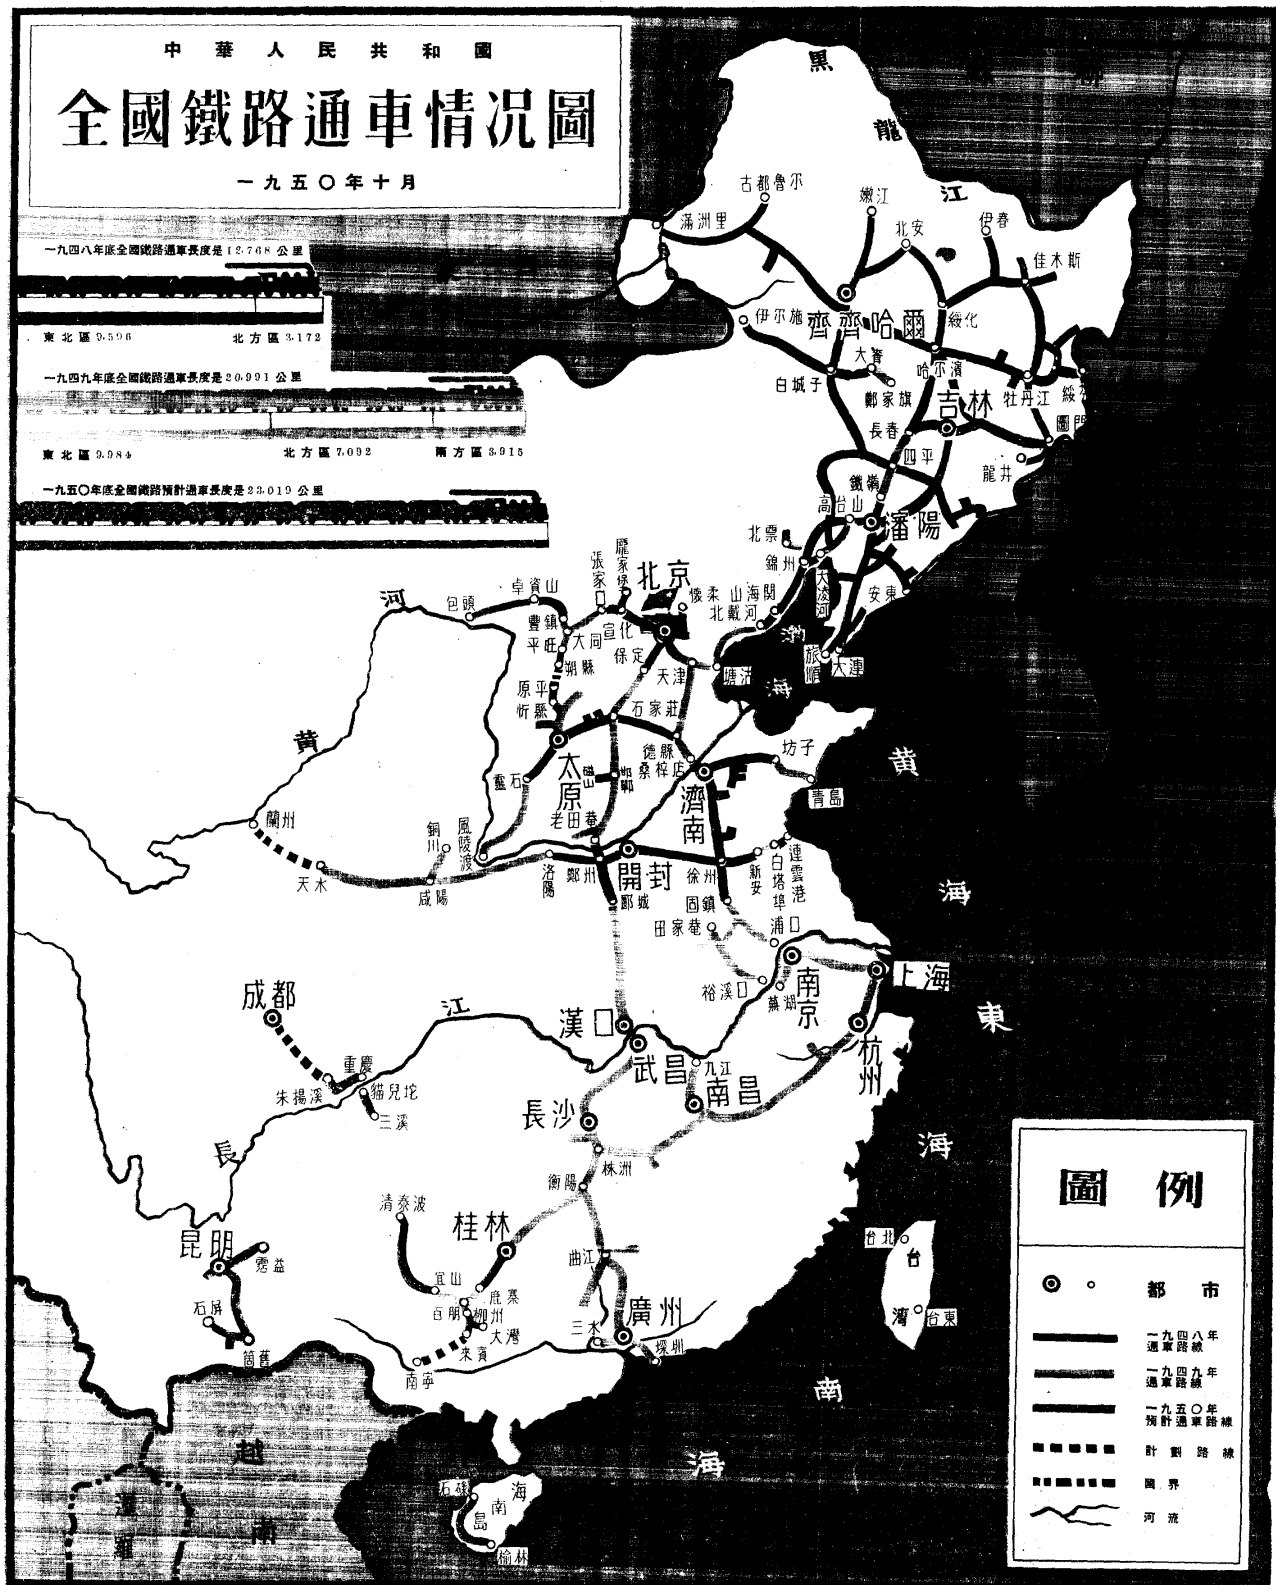 中華人民共和國
全國鐵路通車情况圖
一九五〇年十月
一九四八年底全國鐵路通車長度是12.768公里
東北區9.596
北方區3.172
一九四九年底全國鐵路通車長度是20.991公里
東北區9.984
北方區7.092
南方區3.915
一九五〇年底全國鐵路預計通車長度是23.019公里
黑
龍
江
古都魯尔
嫩江
滿洲里
北安
伊春
佳木斯
伊尔施
齊齊哈爾
綏化
大賚
哈尔濱
白城子
鄭家旗
牡丹江
吉林
長春
圖們
四平
龍井
鐵嶺
高台山
瀋陽
北票
錦州
大凌河
安東
龐家堡
張家口
北京
懷柔
山海関
北戴河
卓資山
包頭
河
豐鎮
平旺
大同
宣化
保定
朔縣
天津
塘沽
旅順
大連
渤
海
原平
忻縣
石家莊
黄
德縣
桑梓店
坊子
黄
太原
靈石
邯鄲
濟南
青島
老田菴
蘭州
銅川
風陵渡
天水
咸陽
洛陽
鄭州
開封
徐州
新安
白塔埠
連雲港
海
郾城
固鎮
田家菴
浦口
成都
江
裕溪口
蕪湖
南京
上海
東
漢口
武昌
九江
南昌
杭州
重慶
朱揚溪
貓兒坨
三溪
長沙
長
株洲
海
衡陽
清泰波
桂林
昆明
霑益
曲江
台北
台
灣
台東
石屏
宜山
鹿寨
柳州
大灣
來賓
廣州
三水
深圳
箇舊
南寧
南
海
越
南
暹
羅
石碌
海
南
島
榆林
圖例
都市
一九四八年
通車路線
一九四九年
通車路線
一九五〇年
預計通車路線
計劃路線
國界
河流